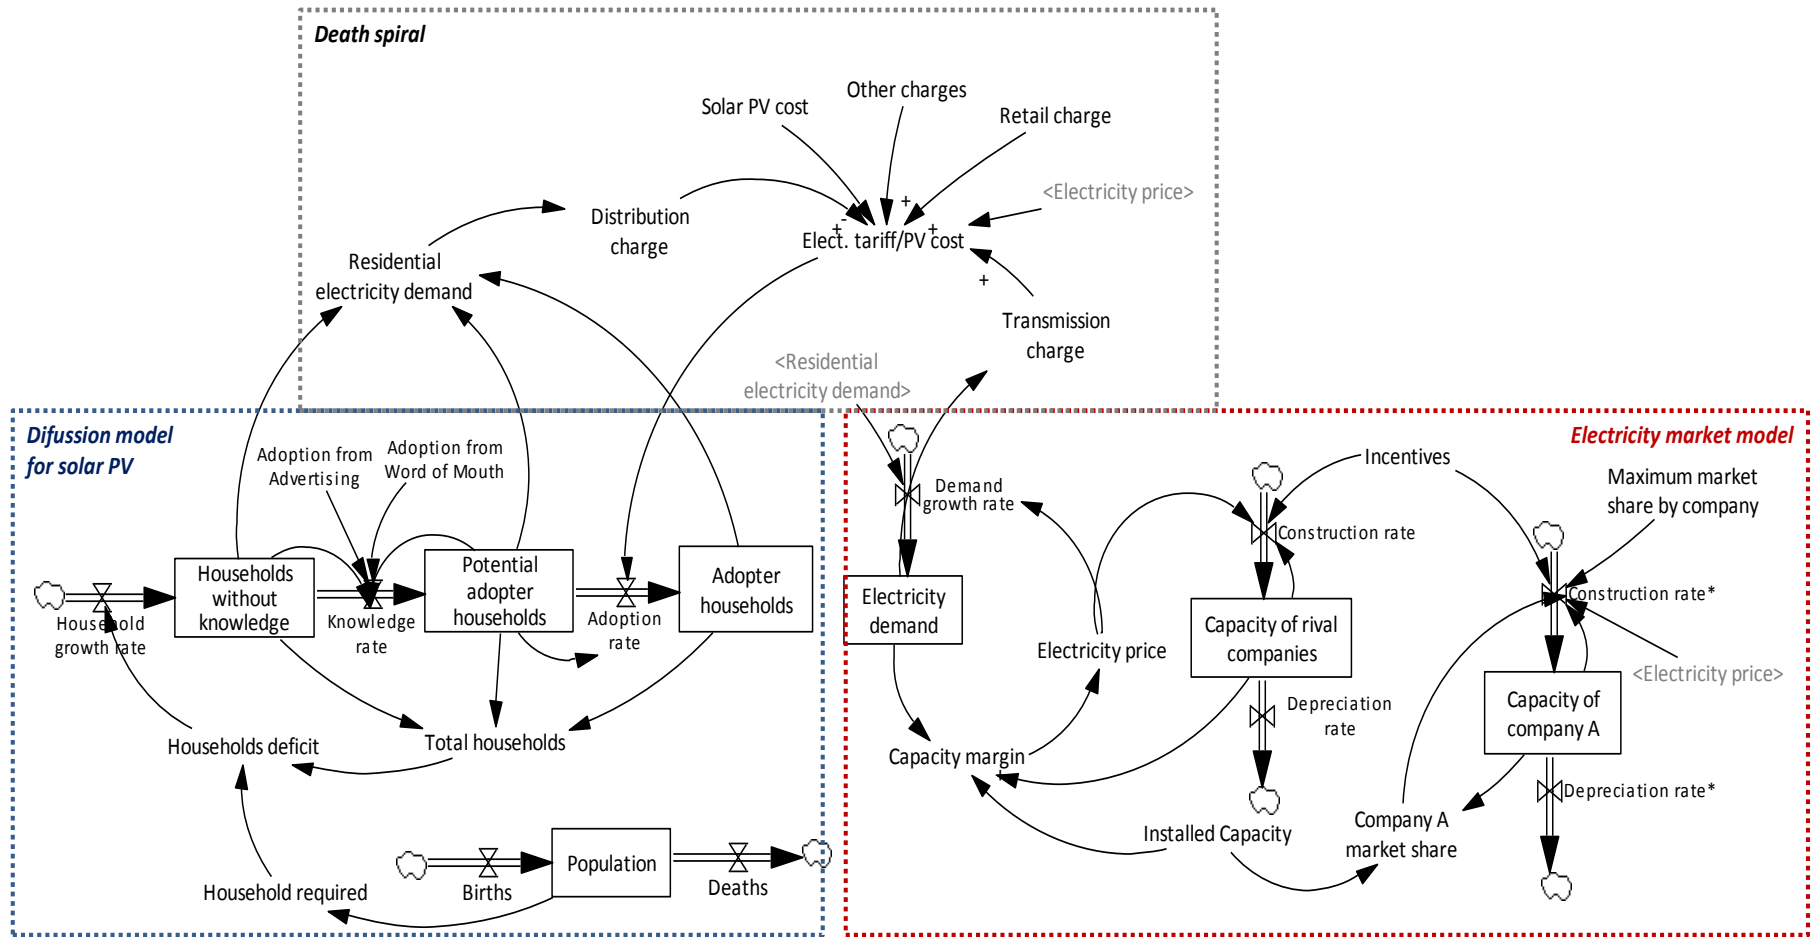 Death spiral
Other charges
Solar PV cost
Retail charge
<Electricity price>
Distribution
charge
+
-
+
+
Elect. tariff/PV cost
Residential
electricity demand
+
Transmission
charge
<Residential
electricity demand>
Difussion model
for solar PV
Adoption from
Advertising
Adoption from
Word of Mouth
Households
without
knowledge
Potential
adopter
households
Adopter
households
Household
growth rate
Knowledge
rate
Adoption
rate
Households deficit
Total households
Household required
Population
Births
Deaths
Electricity market model
Incentives
Maximum market
share by company
Demand
growth rate
Construction rate
Construction rate*
Electricity
demand
Electricity price
Capacity of rival
companies
<Electricity price>
Capacity of
company A
Depreciation
rate
Capacity margin
+
Depreciation rate*
Installed Capacity
Company A
market share